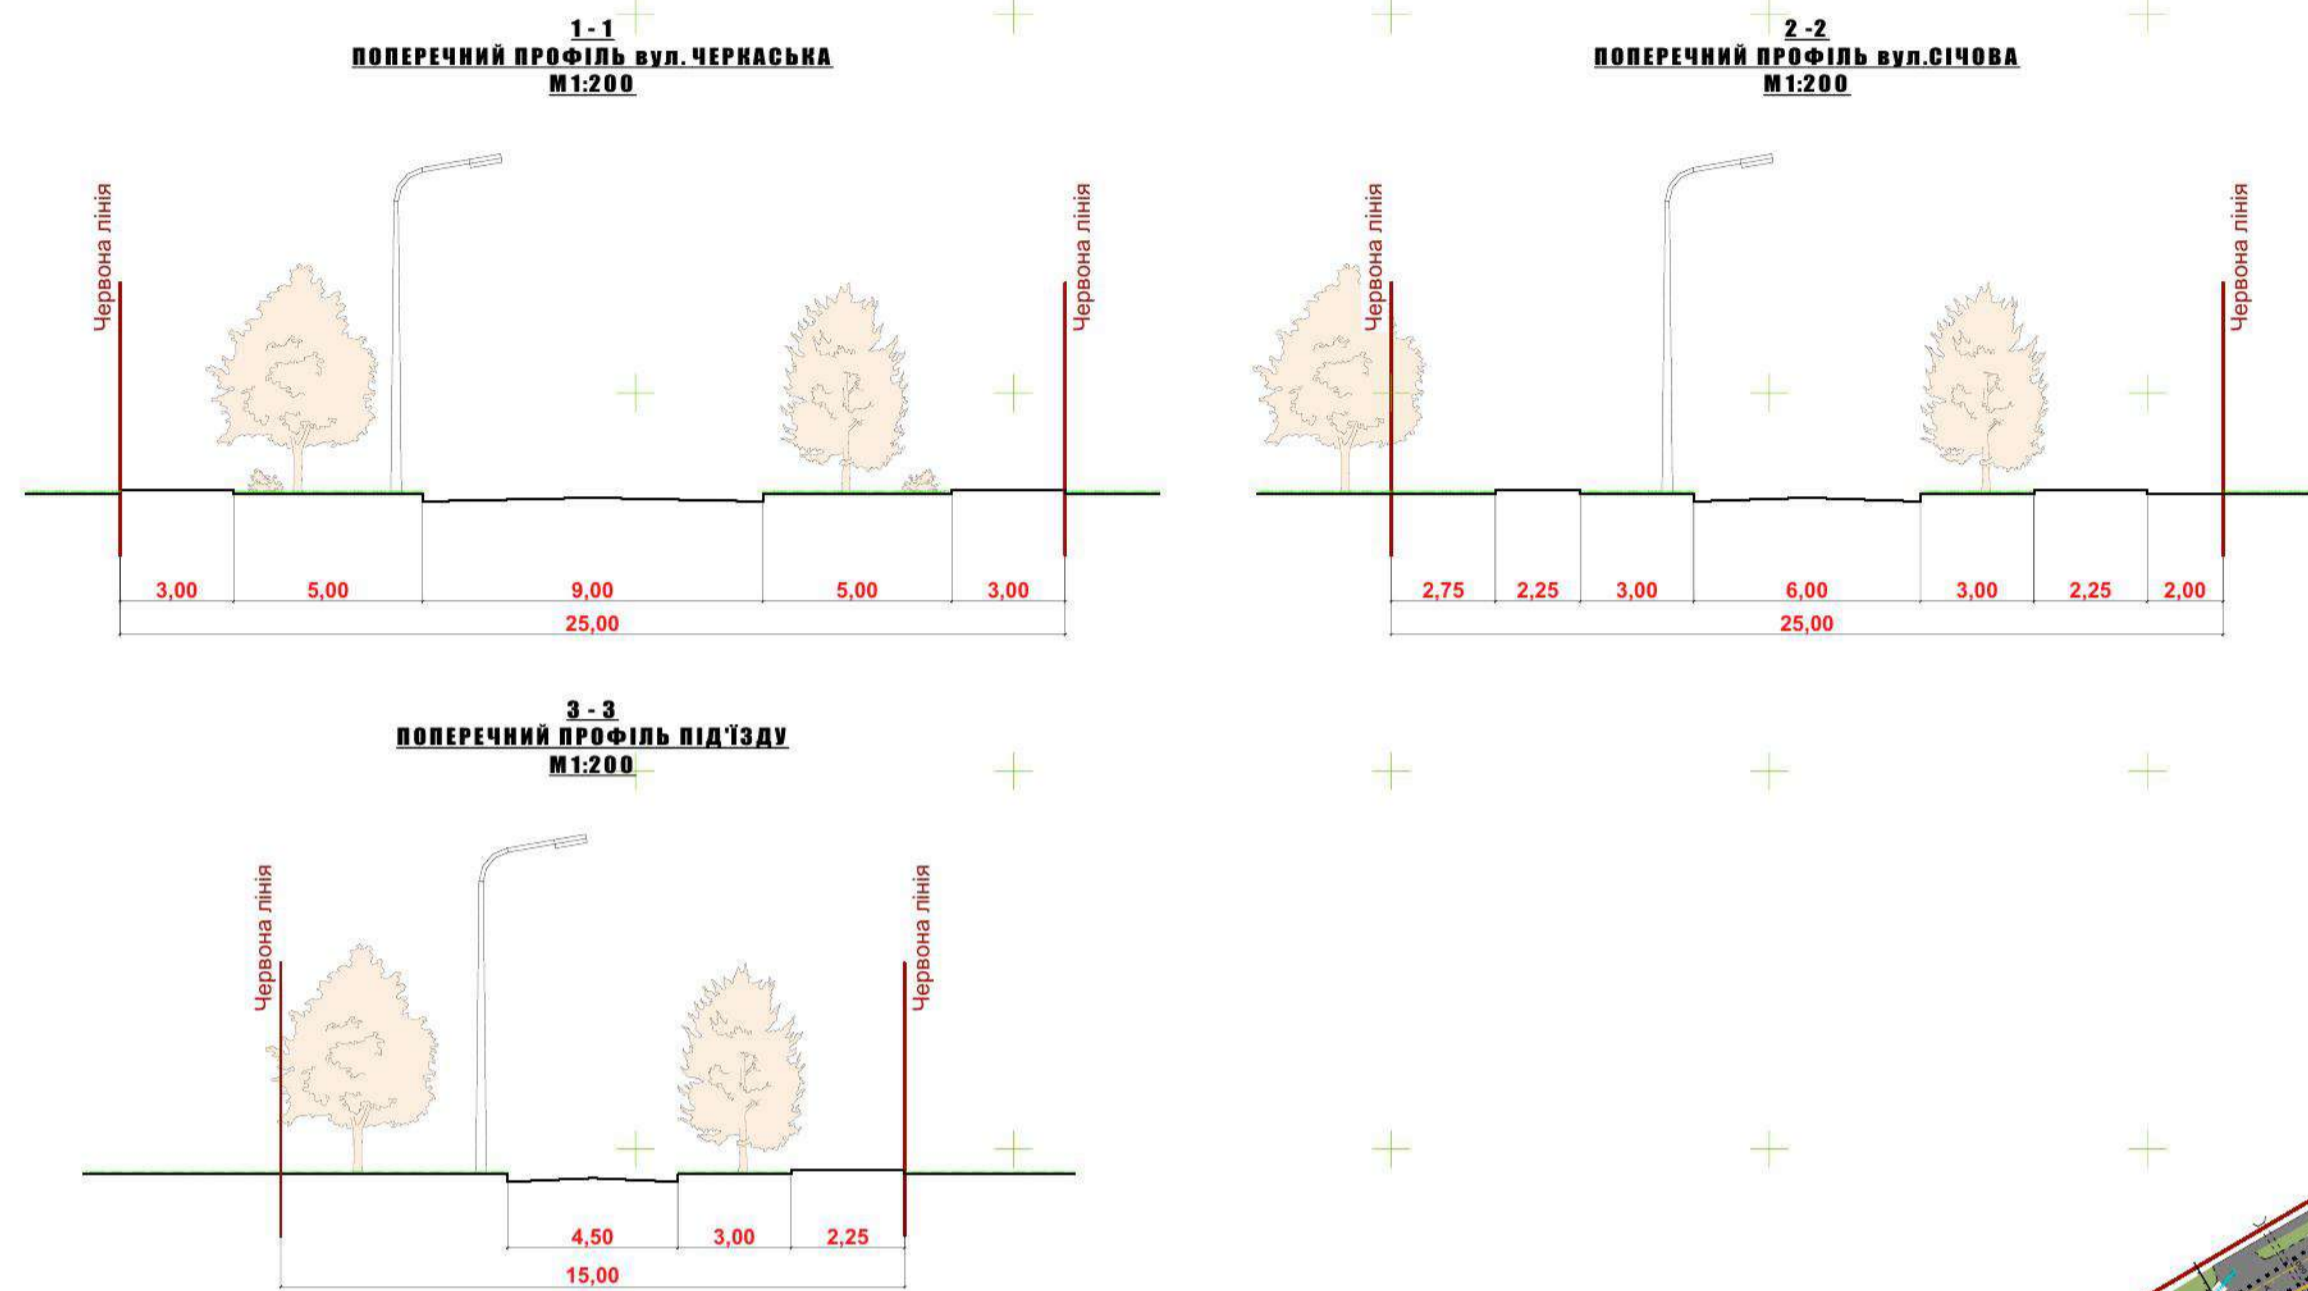 1 - 1
ПОПЕРЕЧНИЙ ПРОФІЛЬ вул. ЧЕРКАСЬКА
М 1:200
Червона лінія
Червона лінія
3,00 5,00 9,00 5,00 3,00
25,00
2 -2
ПОПЕРЕЧНИЙ ПРОФІЛЬ вул.СІЧОВА
М 1:200
Червона лінія
Червона лінія
2,75 2,25 3,00 6,00 3,00 2,25 2,00
25,00
3 - 3
ПОПЕРЕЧНИЙ ПРОФІЛЬ ПІД'ЇЗДУ
М 1:200
Червона лінія
Червона лінія
4,50 3,00 2,25
15,00